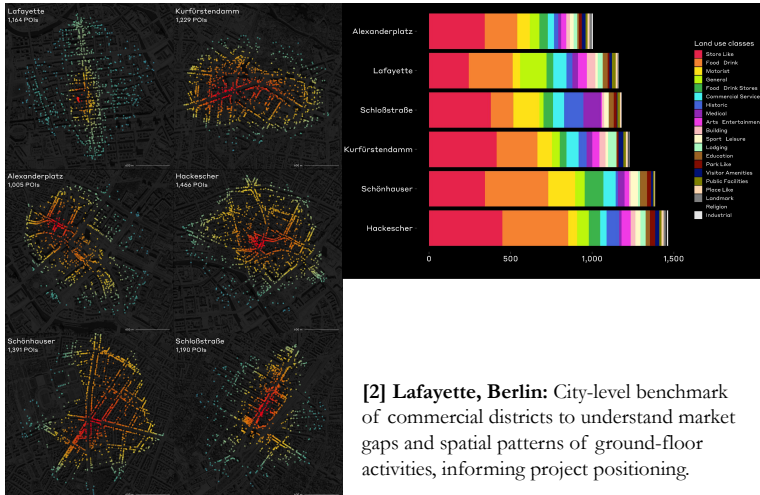 Lafayette
1,164 POIs
Kurfürstendamm
1,229 POIs
Alexanderplatz
1,005 POIs
Hackescher
1,466 POIs
Schönhauser
1,391 POIs
Schloßstraße
1,190 POIs
Alexanderplatz
Lafayette
Schloßstraße
Kurfürstendamm
Schönhauser
Hackescher
0 500 1,000 1,500
Land use classes
Store Like
Food Drink
Motorist
General
Food Drink Stores
Commercial Service
Historic
Medical
Arts Entertainmen
Building
Sport Leisure
Lodging
Education
Park Like
Visitor Amenities
Public Facilities
Place Like
Landmark
Religion
Industrial
[2] Lafayette, Berlin: City-level benchmark
of commercial districts to understand market
gaps and spatial patterns of ground-floor
activities, informing project positioning.